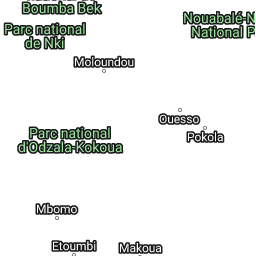 Boumba Bek
Nouabalé-N
National P
Parc national
de Nki
Moloundou
Ouesso
Pokola
Parc national
d'Odzala-Kokoua
Mbomo
Etoumbi
Makoua